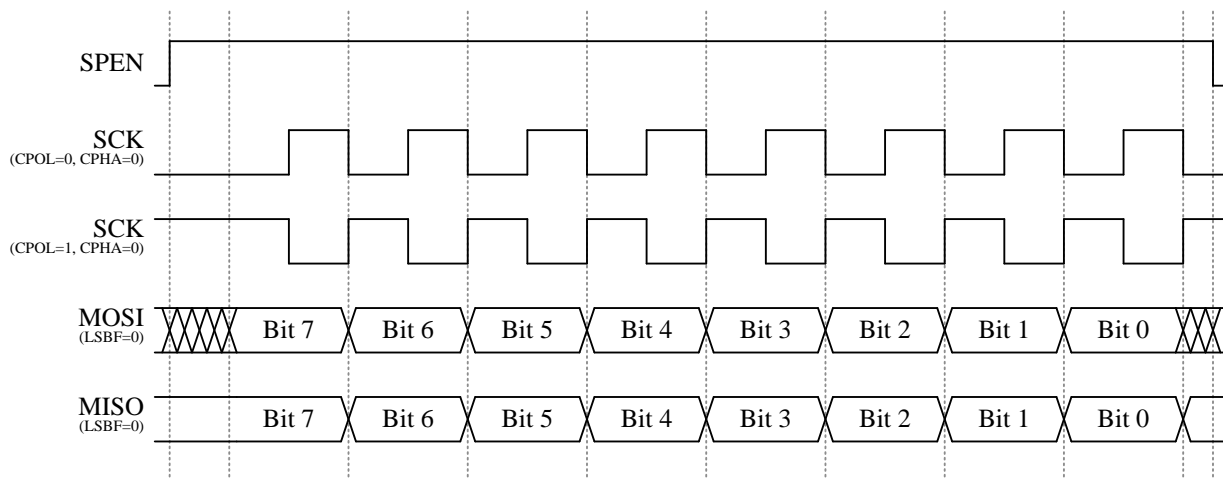 SPEN
SCK
(CPOL=0, CPHA=0)
SCK
(CPOL=1, CPHA=0)
MOSI
(LSBF=0)
Bit 7 Bit 6 Bit 5 Bit 4 Bit 3 Bit 2 Bit 1 Bit 0
MISO
(LSBF=0)
Bit 7 Bit 6 Bit 5 Bit 4 Bit 3 Bit 2 Bit 1 Bit 0